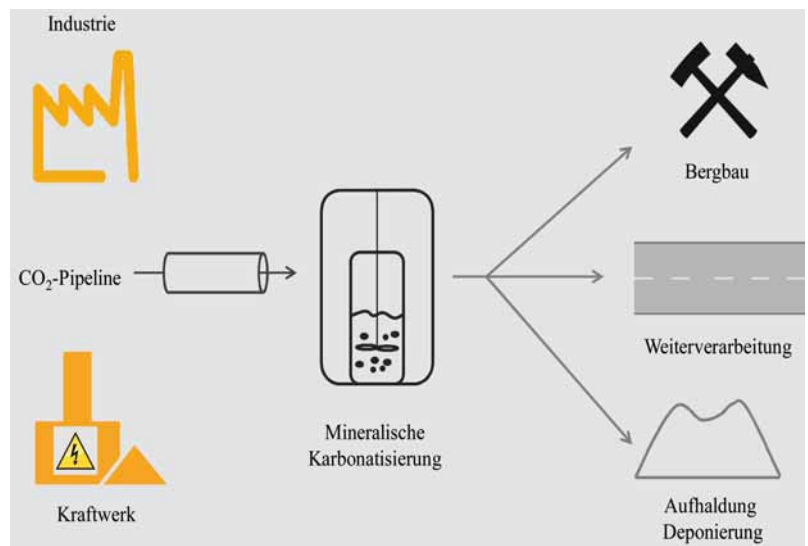 Industrie
CO₂-Pipeline
Kraftwerk
Mineralische
Karbonatisierung
Bergbau
Weiterverarbeitung
Aufhaldung
Deponierung